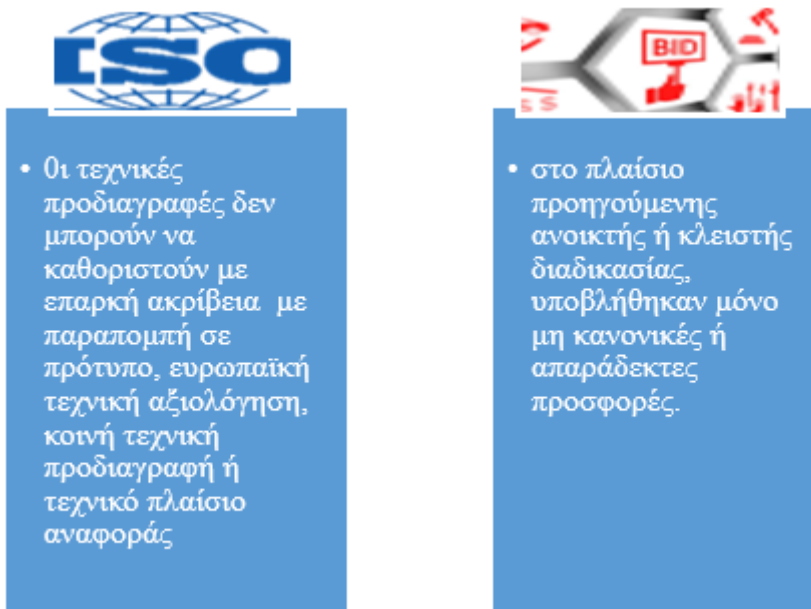 ISO
BID
S S
• 0ι τεχνικές
προδιαγραφές δεν
μπορούν να
καθοριστούν με
επαρκή ακρίβεια με
παραπομπή σε
πρότυπο, ευρωπαϊκή
τεχνική αξιολόγηση,
κοινή τεχνική
προδιαγραφή ή
τεχνικό πλαίσιο
αναφοράς
• στο πλαίσιο
προηγούμενης
ανοικτής ή κλειστής
διαδικασίας,
υποβλήθηκαν μόνο
μη κανονικές ή
απαράδεκτες
προσφορές.